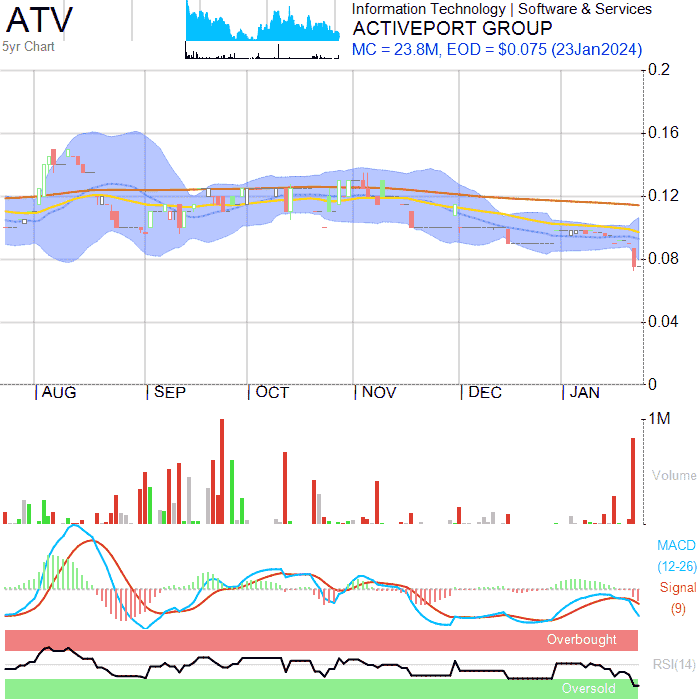 ATV
5yr Chart
Information Technology | Software & Services
ACTIVEPORT GROUP
MC = 23.8M, EOD = $0.075 (23Jan2024)
0.2
0.16
0.12
0.08
0.04
0
| AUG | SEP | OCT | NOV | DEC | JAN
1M
Volume
MACD
(12-26)
Signal
(9)
Overbought
RSI(14)
Oversold